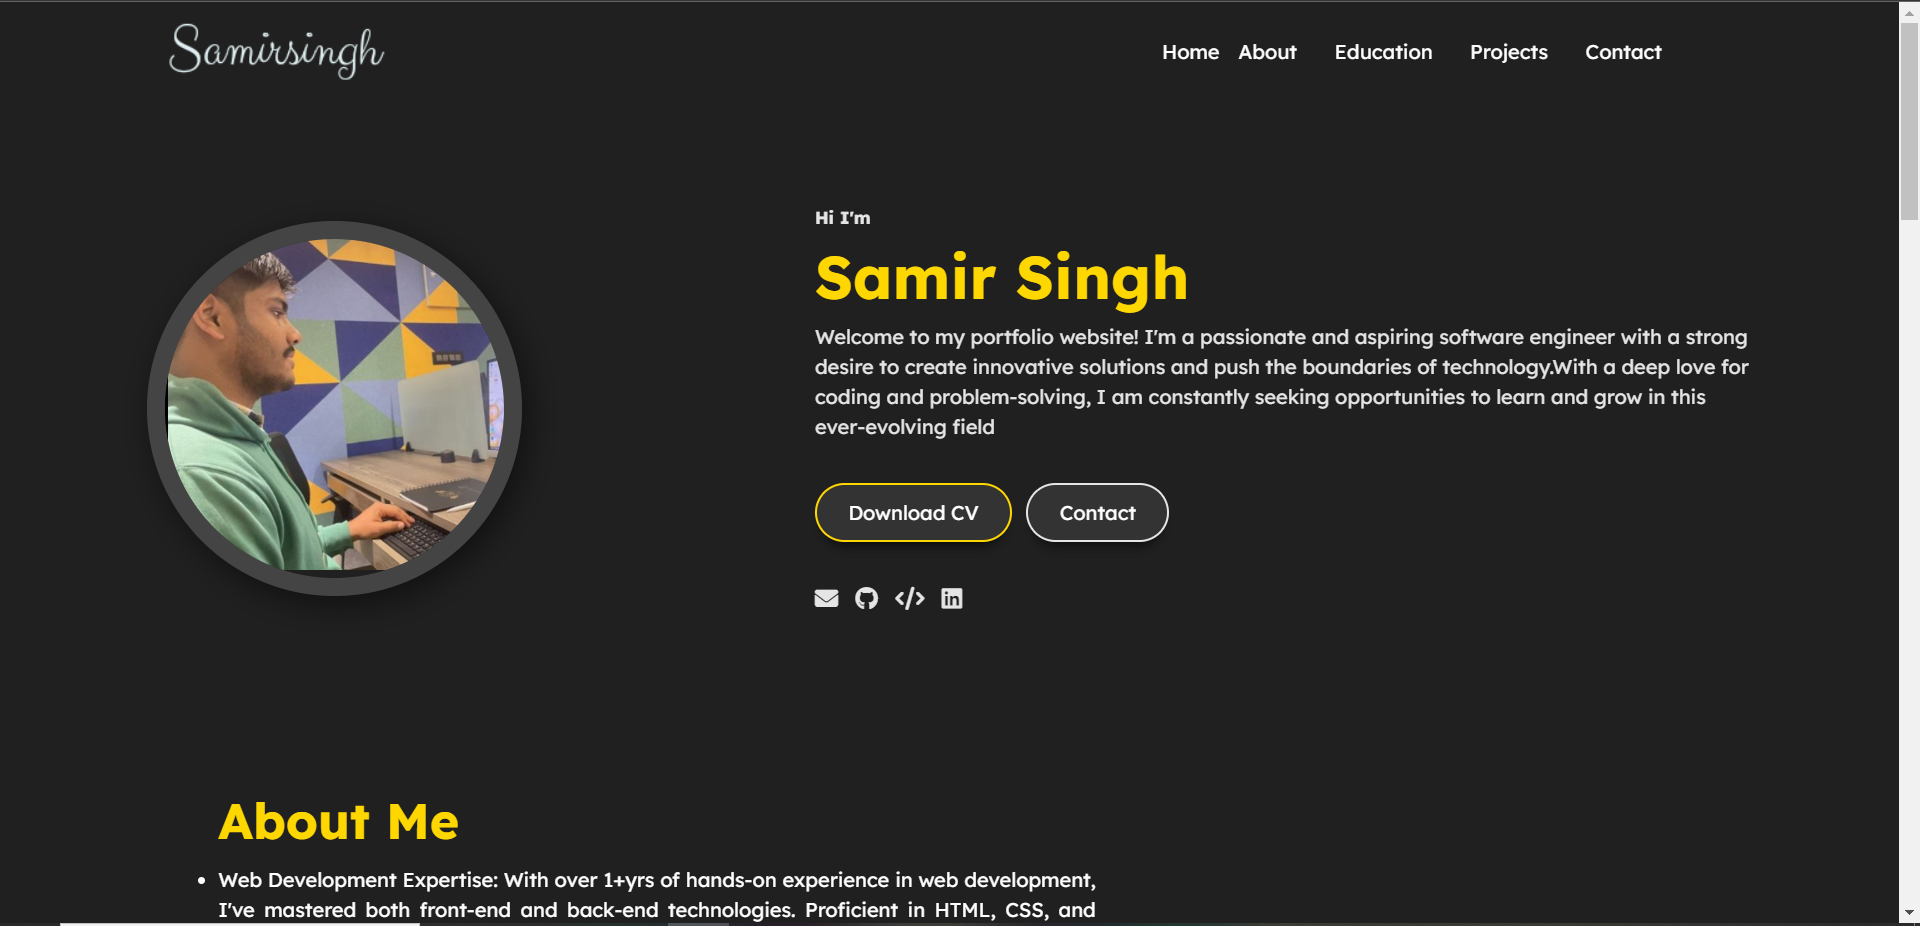 Samirsingh
Home About Education Projects Contact
Hi I'm
Samir Singh
Welcome to my portfolio website! I'm a passionate and aspiring software engineer with a strong
desire to create innovative solutions and push the boundaries of technology.With a deep love for
coding and problem-solving, I am constantly seeking opportunities to learn and grow in this
ever-evolving field
Download CV Contact
About Me
Web Development Expertise: With over 1+yrs of hands-on experience in web development,
I've mastered both front-end and back-end technologies. Proficient in HTML, CSS, and